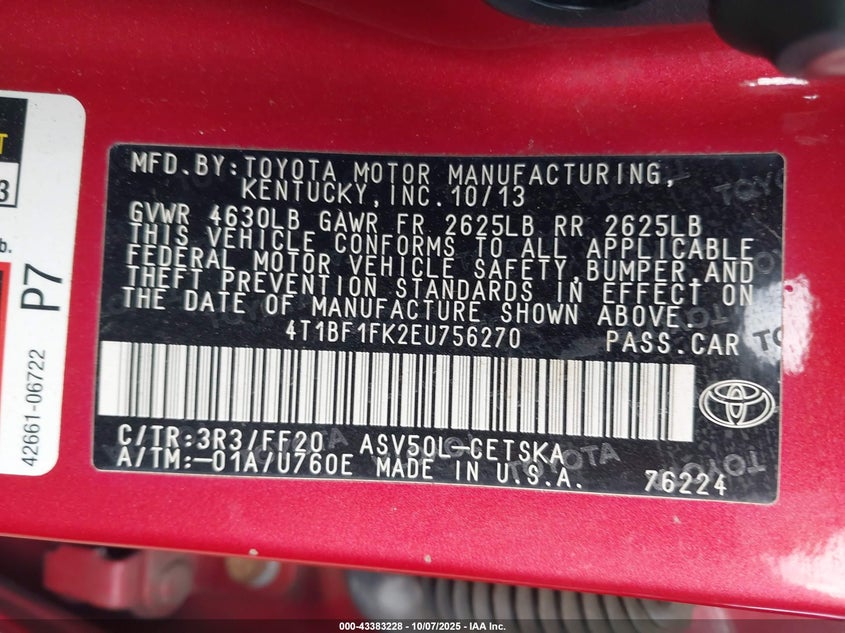 MFD.BY:TOYOTA MOTOR MANUFACTURING,
KENTUCKY,INC.10/13
GVWR 4630LB GAWR FR 2625LB RR 2625LB
THIS VEHICLE CONFORMS TO ALL APPLICABLE
FEDERAL MOTOR VEHICLE SAFETY,BUMPER,AND
THEFT PREVENTION STANDARDS IN EFFECT ON
THE DATE OF MANUFACTURE SHOWN ABOVE.
4T1BF1FK2EU756270 PASS.CAR
C/TR:3R3/FF20 ASV50L-CETSKA
A/TM:-01A/U760E MADE IN U.S.A. 76224
P7
42661-06722
000-43383228 - 10/07/2025 - IAA Inc.